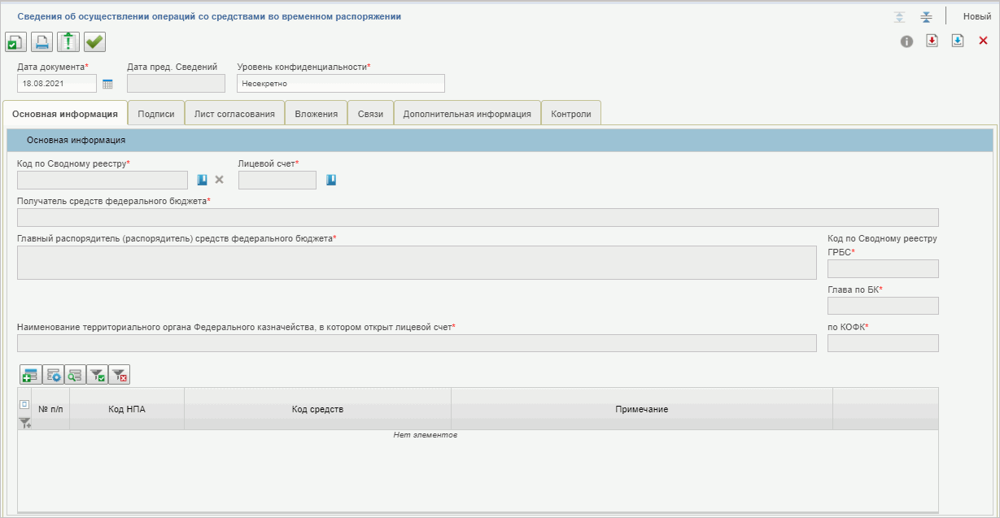 Сведения об осуществлении операций со средствами во временном распоряжении
Новый
Дата документа* Дата пред. Сведений Уровень конфиденциальности*
18.08.2021 Несекретно
Основная информация Подписи Лист согласования Вложения Связи Дополнительная информация Контроли
Основная информация
Код по Сводному реестру* Лицевой счет*
Получатель средств федерального бюджета*
Главный распорядитель (распорядитель) средств федерального бюджета* Код по Сводному реестру
ГРБС*
Глава по БК*
Наименование территориального органа Федерального казначейства, в котором открыт лицевой счет* по КОФК*
№ п/п Код НПА Код средств Примечание
Нет элементов